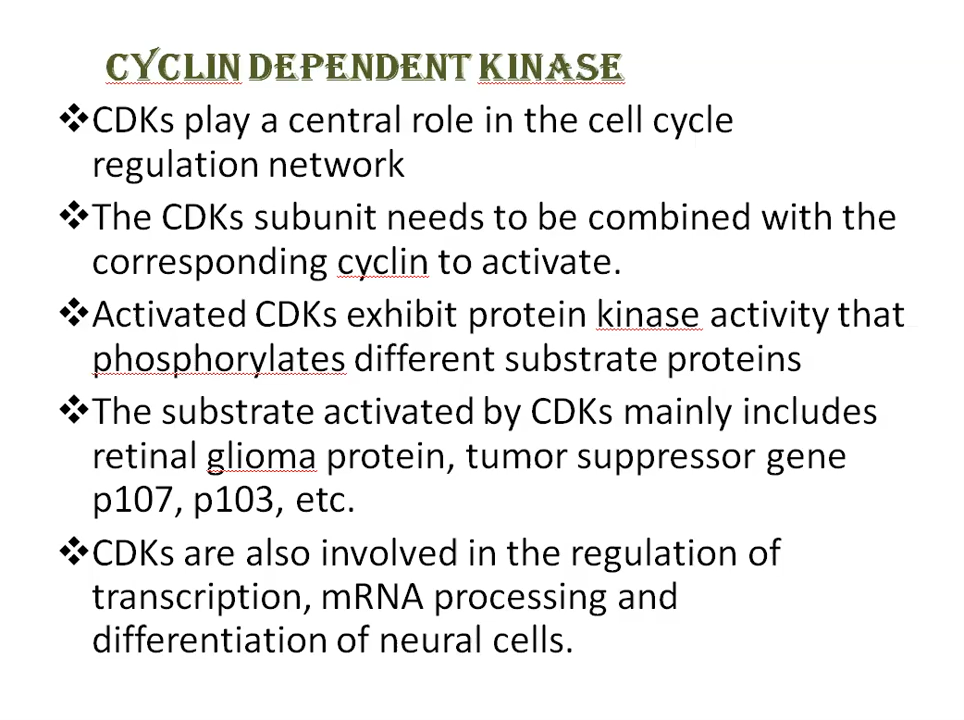 CYCLIN DEPENDENT KINASE
❖CDKs play a central role in the cell cycle
regulation network
❖The CDKs subunit needs to be combined with the
corresponding cyclin to activate.
❖Activated CDKs exhibit protein kinase activity that
phosphorylates different substrate proteins
❖The substrate activated by CDKs mainly includes
retinal glioma protein, tumor suppressor gene
p107, p103, etc.
❖CDKs are also involved in the regulation of
transcription, mRNA processing and
differentiation of neural cells.